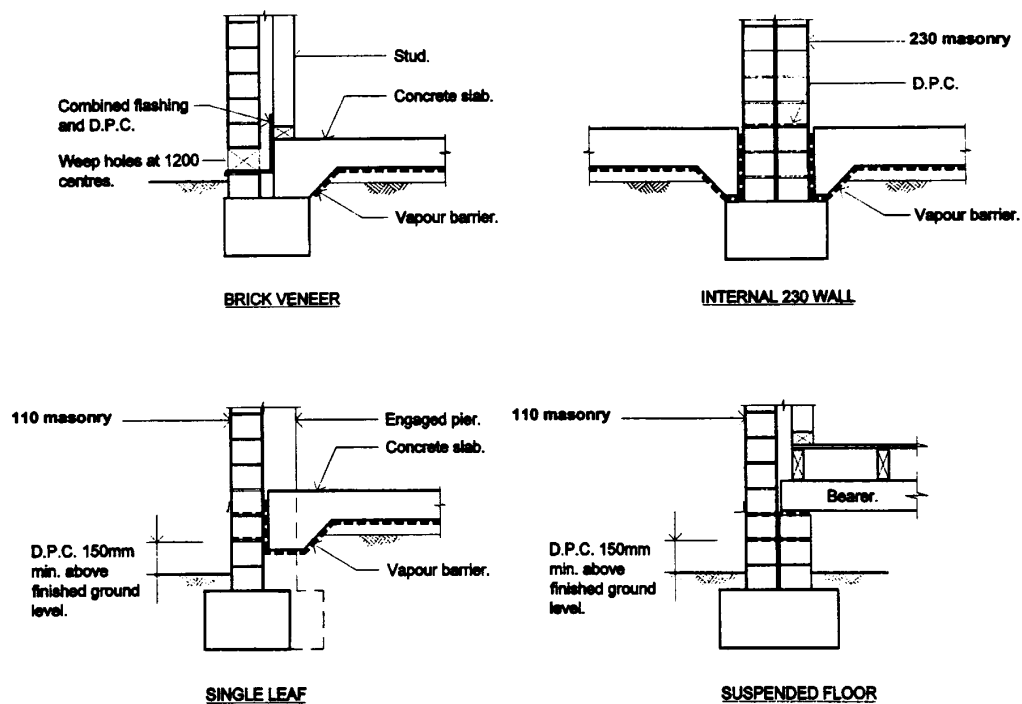 Stud.
Concrete slab.
Combined flashing
and D.P.C.
Weep holes at 1200
centres.
Vapour barrier.
BRICK VENEER
230 masonry
D.P.C.
Vapour barrier.
INTERNAL 230 WALL
110 masonry
Engaged pier.
Concrete slab.
D.P.C. 150mm
min. above
finished ground
level.
Vapour barrier.
SINGLE LEAF
110 masonry
Bearer.
D.P.C. 150mm
min. above
finished ground
level.
SUSPENDED FLOOR